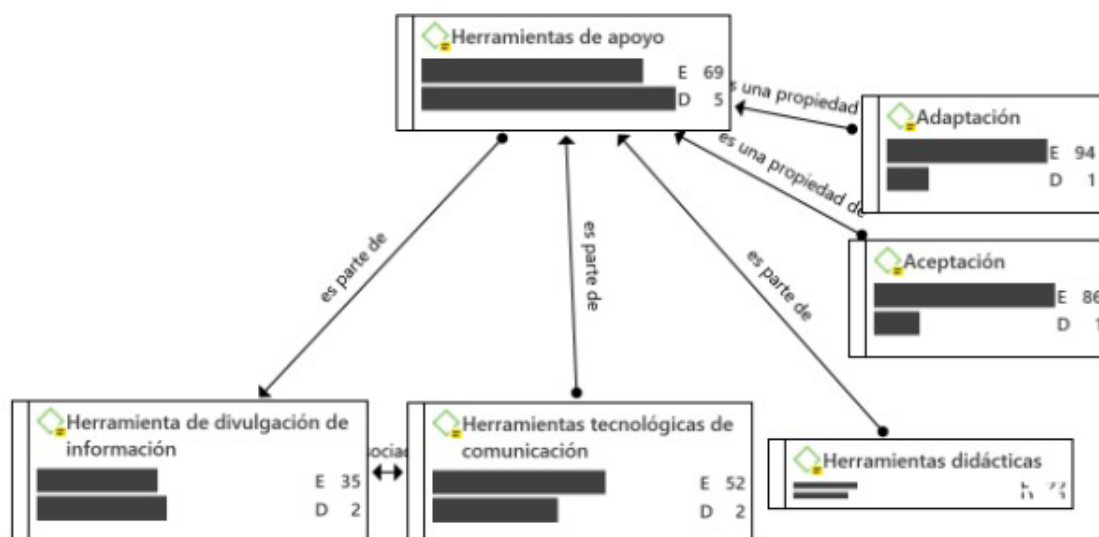 Herramientas de apoyo
E 69
D 5
es una propiedad
Adaptación
E 94
D 1
es una propiedad de
Aceptación
E 86
D 1
es parte de
es parte de
es parte de
Herramienta de divulgación de
información
E 35
D 2
Herramientas tecnológicas de
comunicación
E 52
D 2
Herramientas didácticas